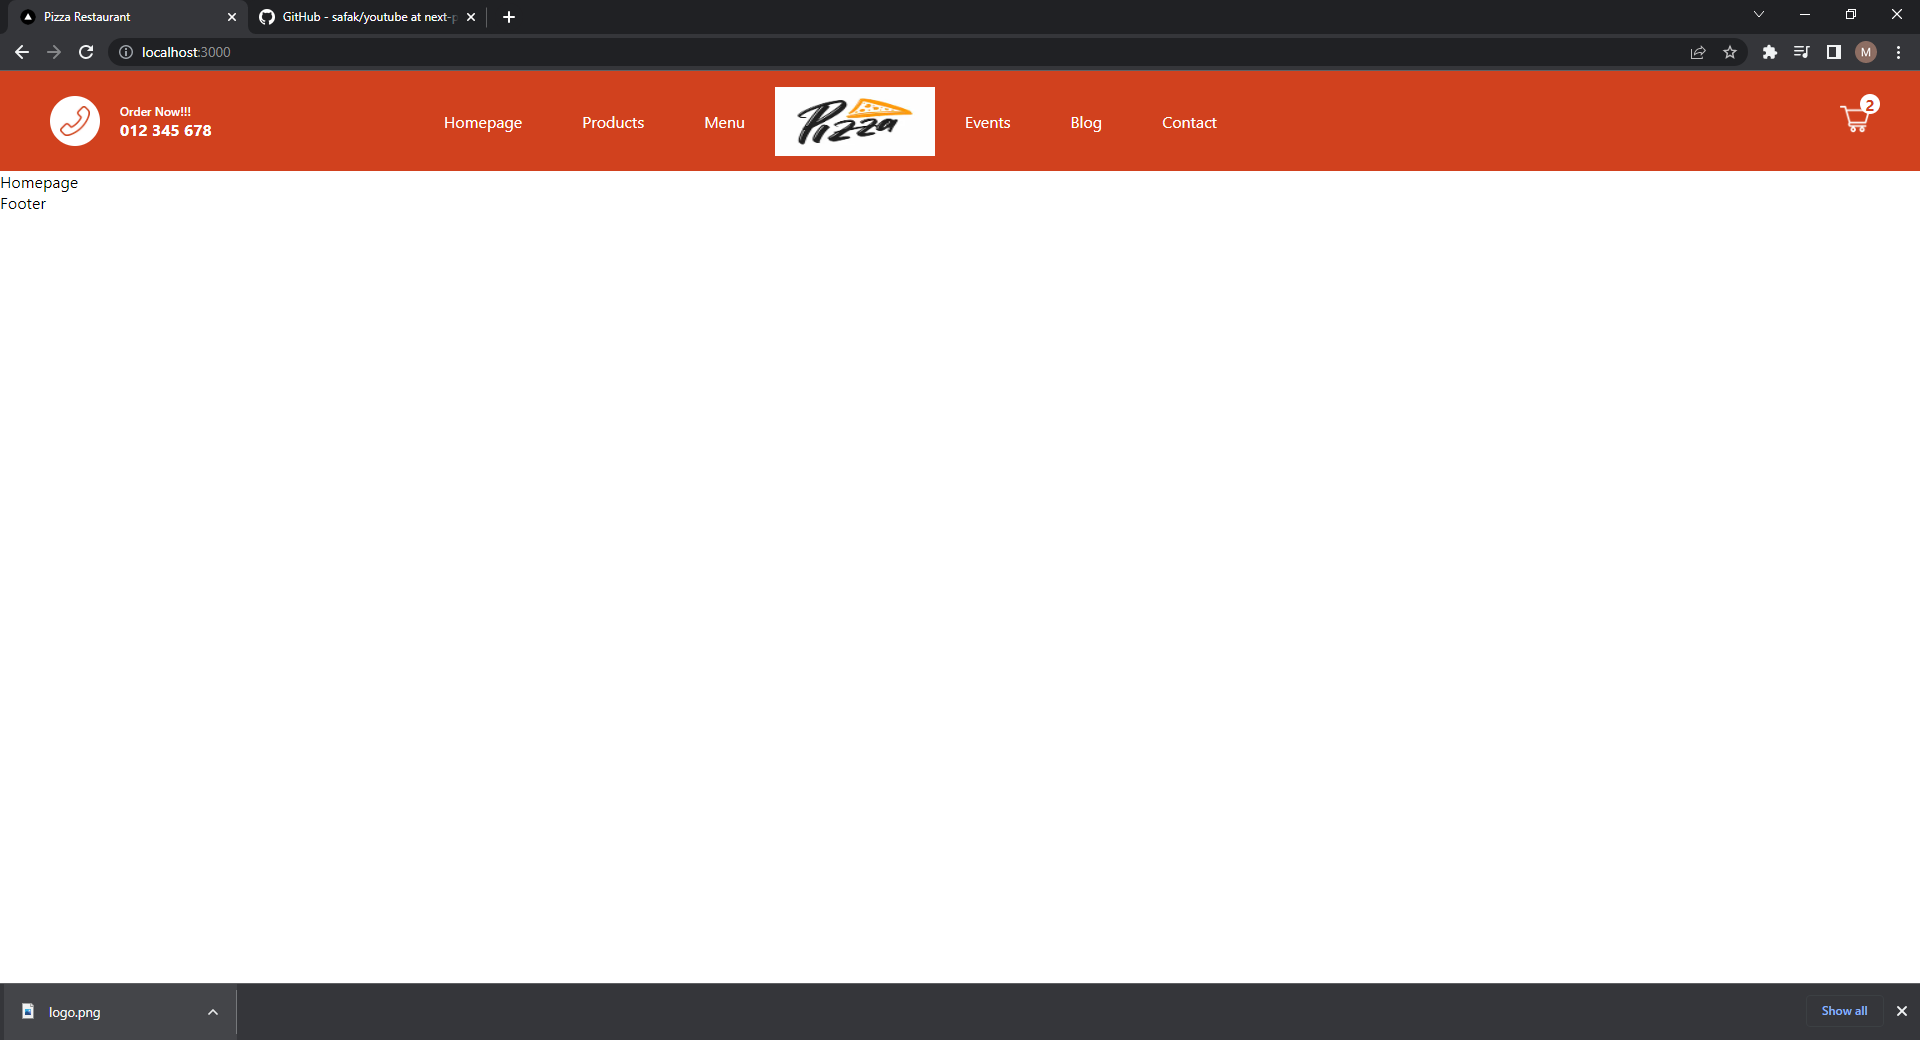 Pizza Restaurant
GitHub - safak/youtube at next-p
localhost:3000
M
Order Now!!!
012 345 678
Homepage
Products
Menu
Pizza
Events
Blog
Contact
2
Homepage
Footer
logo.png
Show all